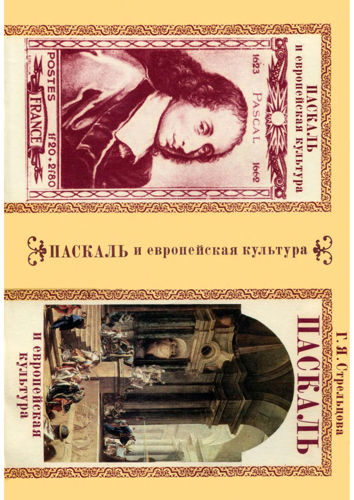 POSTES
FRANCE
1f20+2f80
1623
PASCAL
1662
ПАСКАЛЬ
и европейская культура
ПАСКАЛЬ и европейская культура
Г.Я. Стрельцова
ПАСКАЛЬ
и европейская
культура